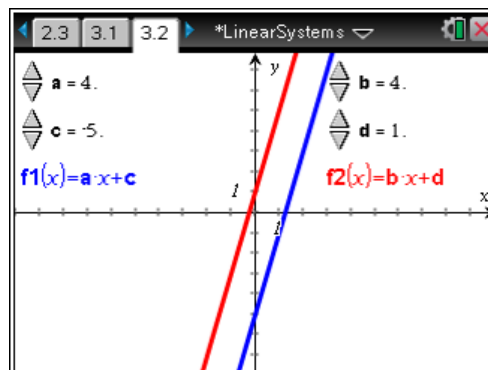 2.3 3.1 3.2 *LinearSystems
a = 4.
b = 4.
c = -5.
d = 1.
f1(x)=a·x+c
f2(x)=b·x+d
y
1
x
1